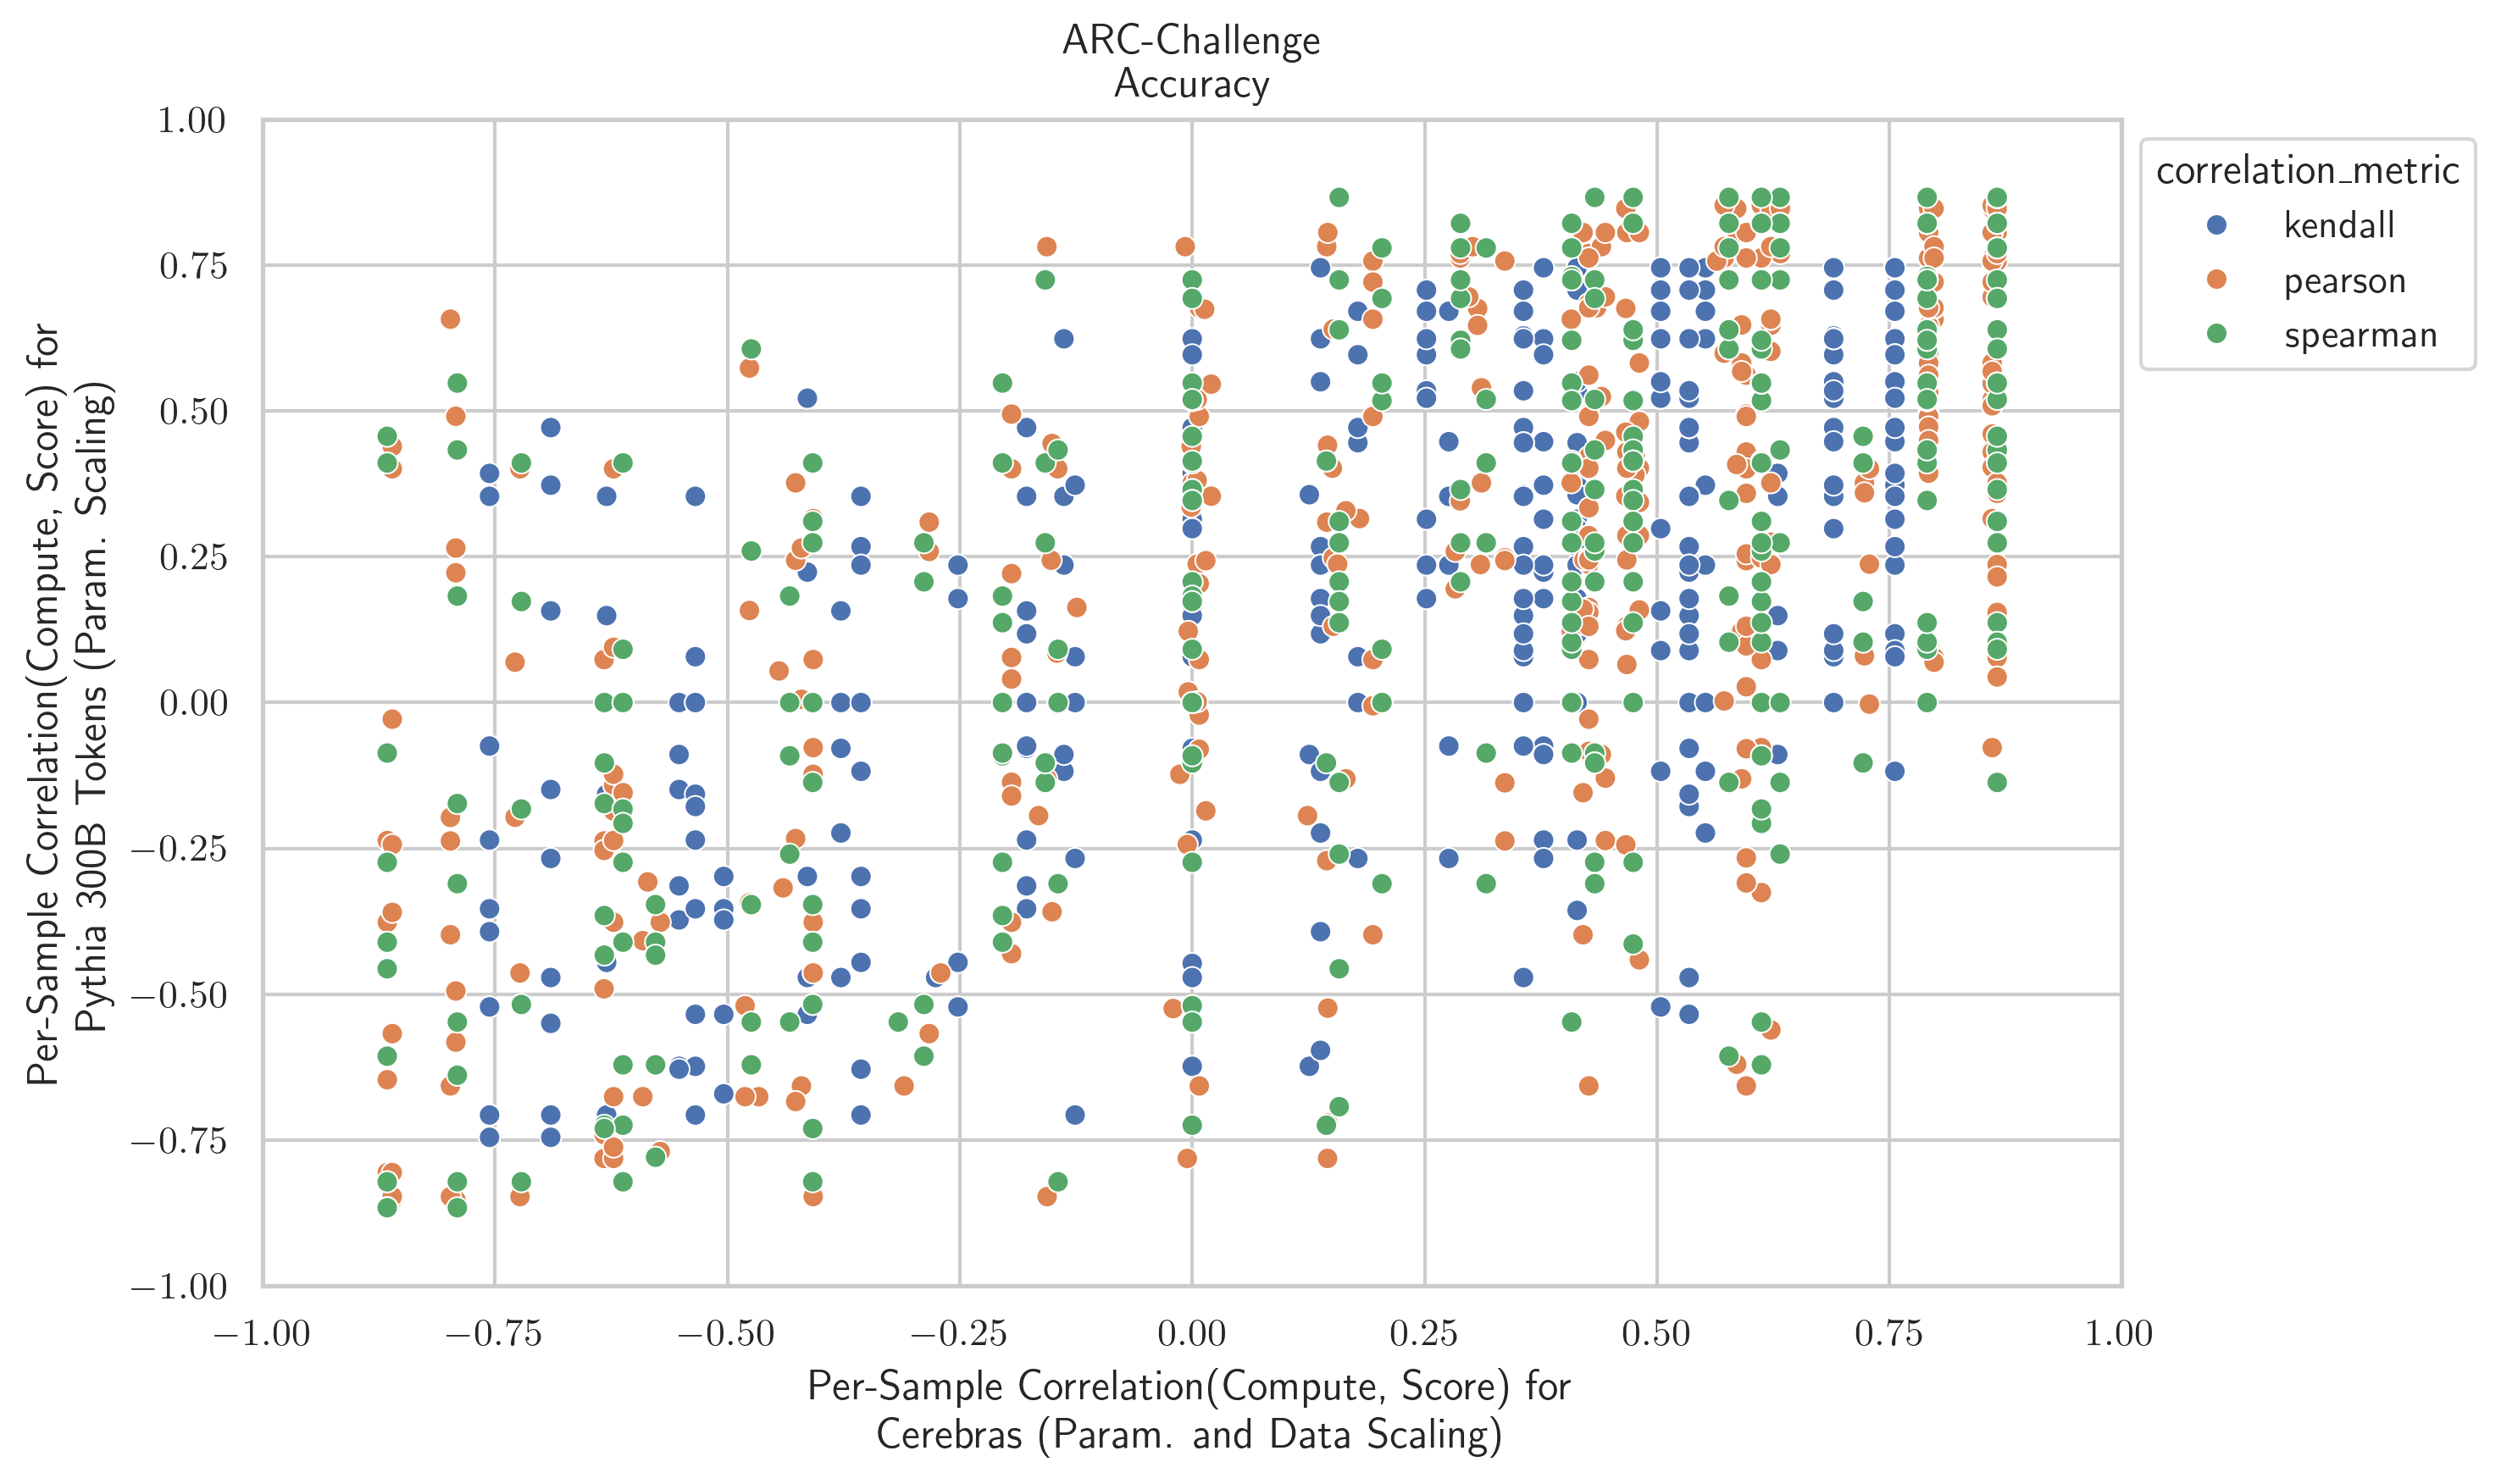 ARC-Challenge
Accuracy
Per-Sample Correlation(Compute, Score) for
Pythia 300B Tokens (Param. Scaling)
1.00
0.75
0.50
0.25
0.00
−0.25
−0.50
−0.75
−1.00
−1.00 −0.75 −0.50 −0.25 0.00 0.25 0.50 0.75 1.00
Per-Sample Correlation(Compute, Score) for
Cerebras (Param. and Data Scaling)
correlation_metric
kendall
pearson
spearman